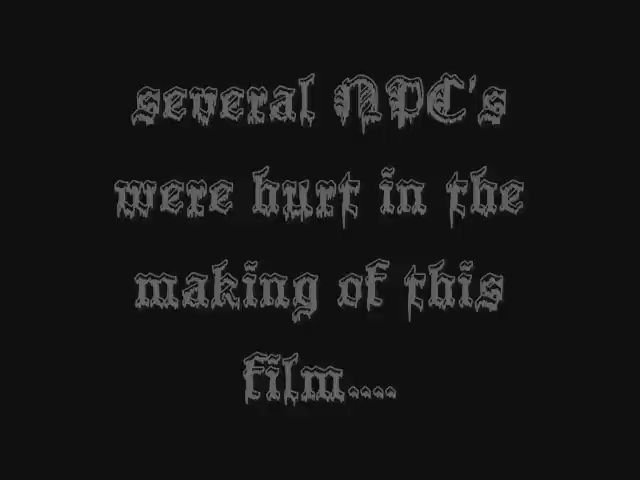 several NPC's
were hurt in the
making of this
film....